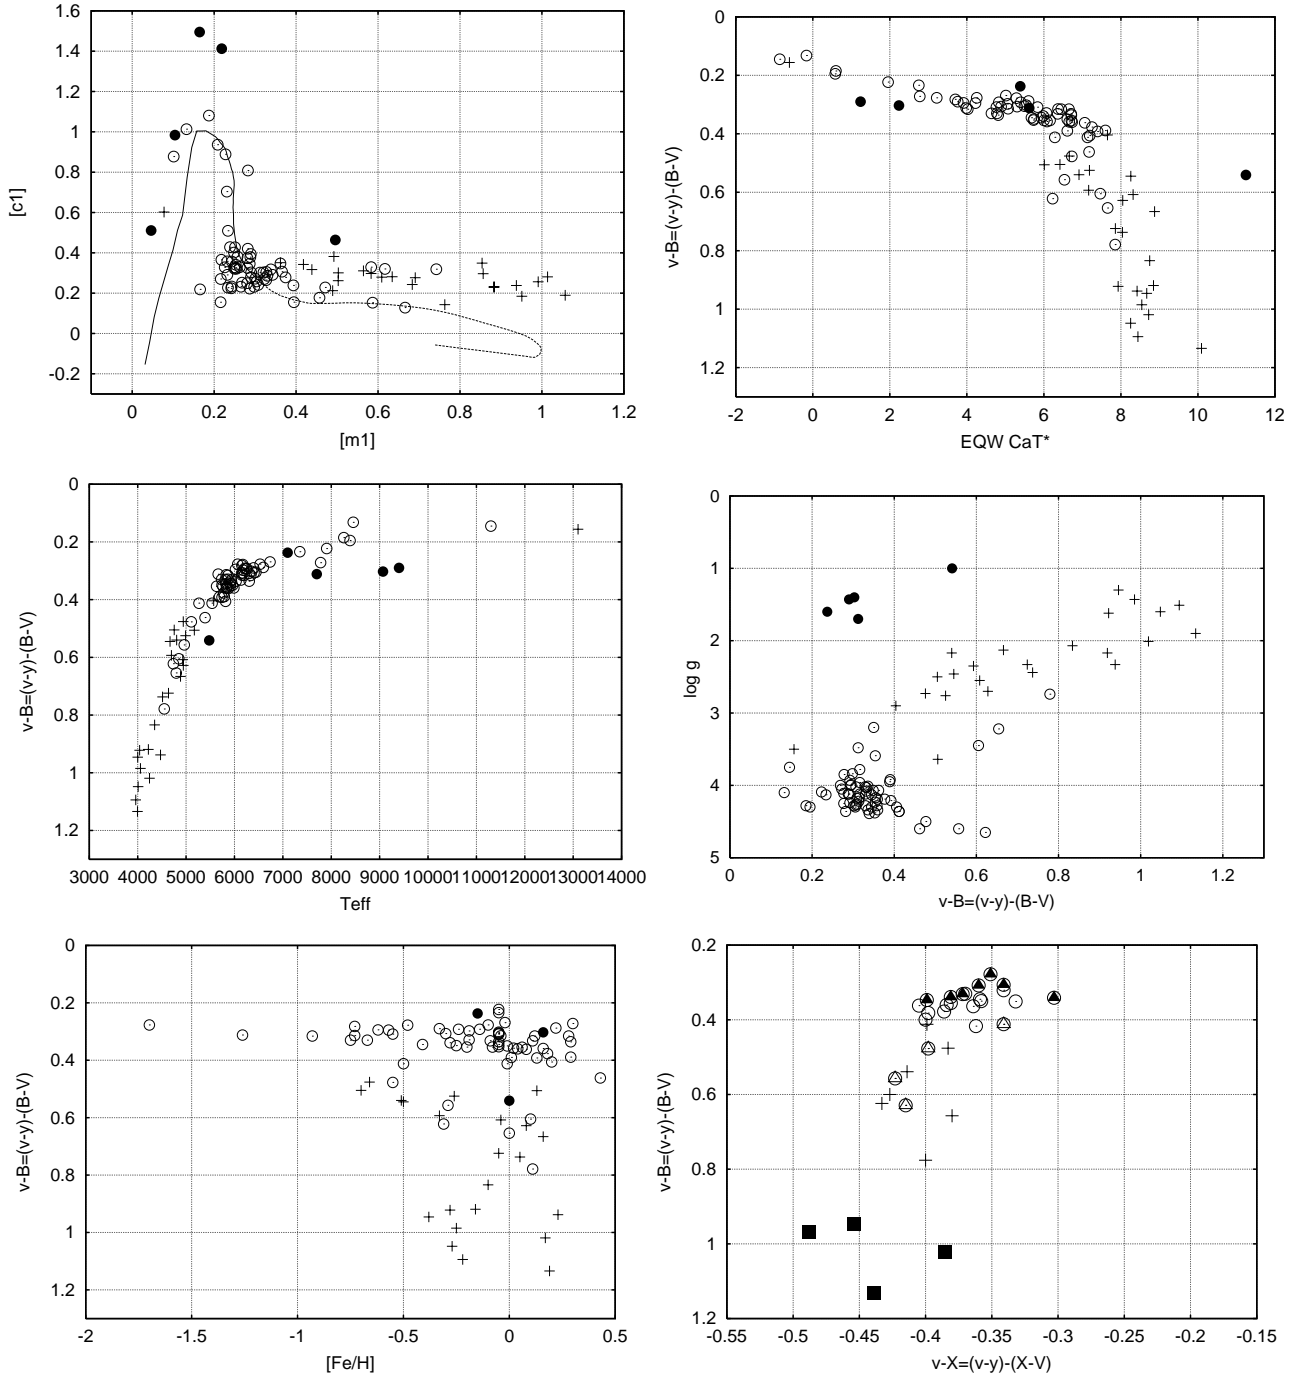 1.6
1.4
1.2
1
0.8
0.6
0.4
0.2
0
-0.2
[c1]
0 0.2 0.4 0.6 0.8 1 1.2
[m1]
0
0.2
0.4
0.6
0.8
1
1.2
v-B=(v-y)-(B-V)
-2 0 2 4 6 8 10 12
EQW CaT*
0
0.2
0.4
0.6
0.8
1
1.2
v-B=(v-y)-(B-V)
3000 4000 5000 6000 7000 8000 9000 10000 11000 12000 13000 14000
Teff
0
1
2
3
4
5
log g
0 0.2 0.4 0.6 0.8 1 1.2
v-B=(v-y)-(B-V)
0
0.2
0.4
0.6
0.8
1
1.2
v-B=(v-y)-(B-V)
-2 -1.5 -1 -0.5 0 0.5
[Fe/H]
0.2
0.4
0.6
0.8
1
1.2
v-B=(v-y)-(B-V)
-0.55 -0.5 -0.45 -0.4 -0.35 -0.3 -0.25 -0.2 -0.15
v-X=(v-y)-(X-V)